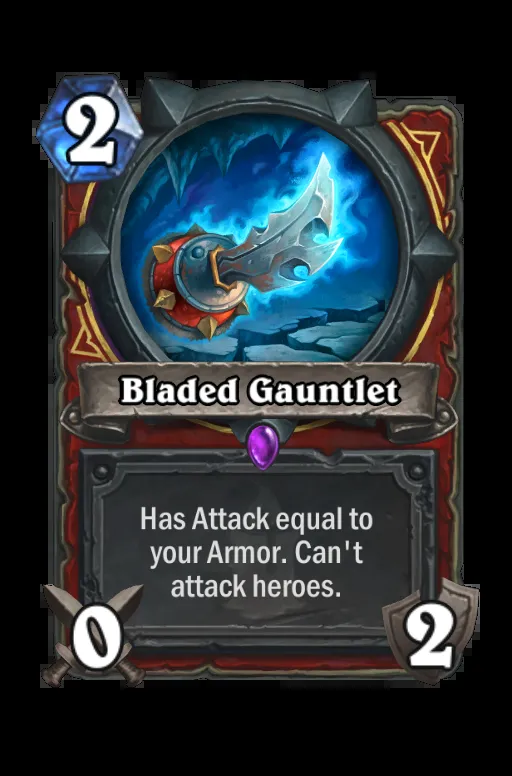 2
Bladed Gauntlet
Has Attack equal to
your Armor. Can't
attack heroes.
0
2